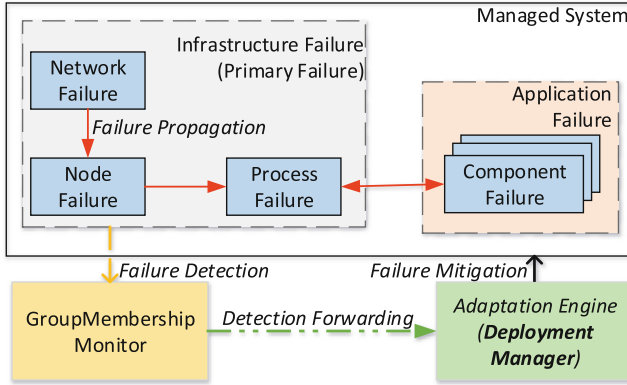 Managed System
Infrastructure Failure
(Primary Failure)
Network
Failure
Failure Propagation
Application
Failure
Node
Failure
Process
Failure
Component
Failure
Failure Detection
Failure Mitigation
GroupMembership
Monitor
Detection Forwarding
Adaptation Engine
(Deployment
Manager)